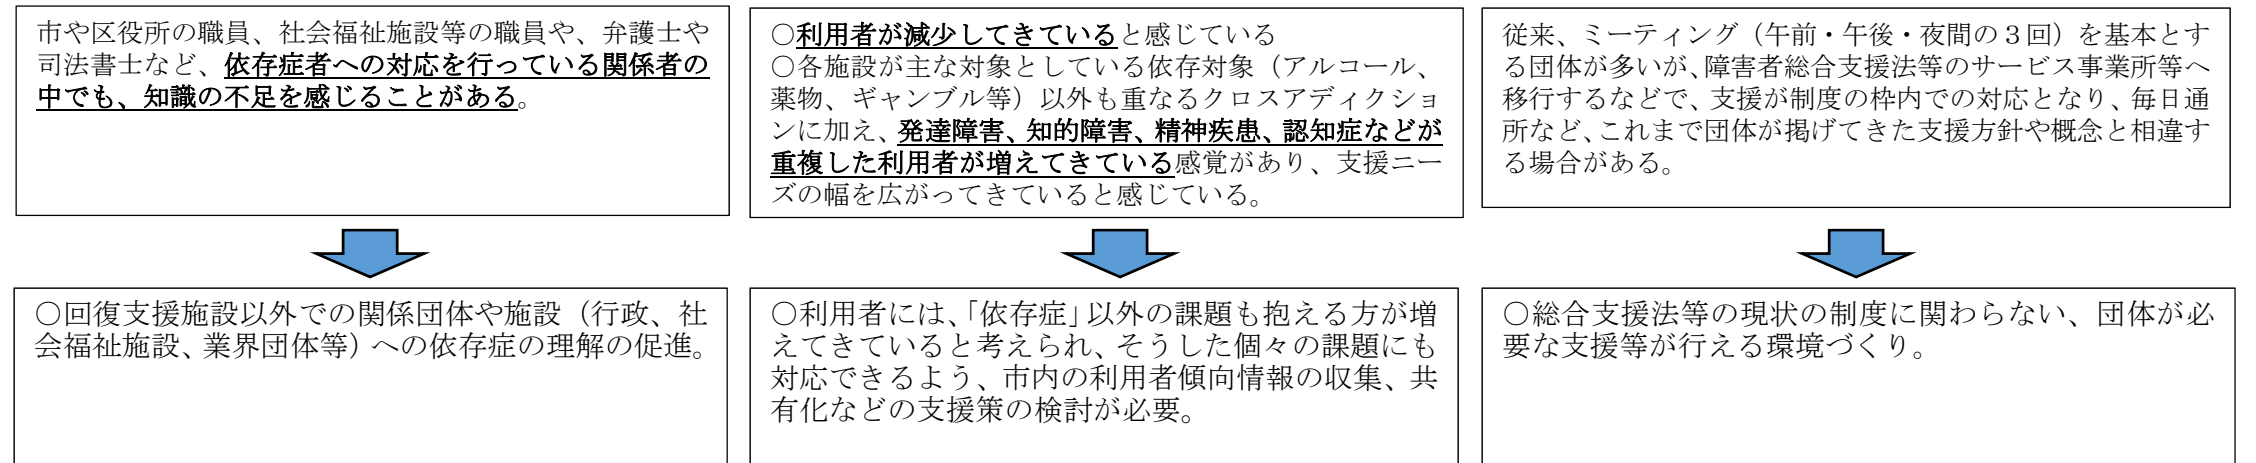 市や区役所の職員、社会福祉施設等の職員や、弁護士や
司法書士など、依存症者への対応を行っている関係者の
中でも、知識の不足を感じることがある。
○利用者が減少してきていると感じている
○各施設が主な対象としている依存対象（アルコール、
薬物、ギャンブル等）以外も重なるクロスアディクショ
ンに加え、発達障害、知的障害、精神疾患、認知症などが
重複した利用者が増えてきている感覚があり、支援ニー
ズの幅を広がってきていると感じている。
従来、ミーティング（午前・午後・夜間の３回）を基本とす
る団体が多いが、障害者総合支援法等のサービス事業所等へ
移行するなどで、支援が制度の枠内での対応となり、毎日通
所など、これまで団体が掲げてきた支援方針や概念と相違す
る場合がある。
○回復支援施設以外での関係団体や施設（行政、社
会福祉施設、業界団体等）への依存症の理解の促進。
○利用者には、「依存症」以外の課題も抱える方が増
えてきていると考えられ、そうした個々の課題にも
対応できるよう、市内の利用者傾向情報の収集、共
有化などの支援策の検討が必要。
○総合支援法等の現状の制度に関わらない、団体が必
要な支援等が行える環境づくり。